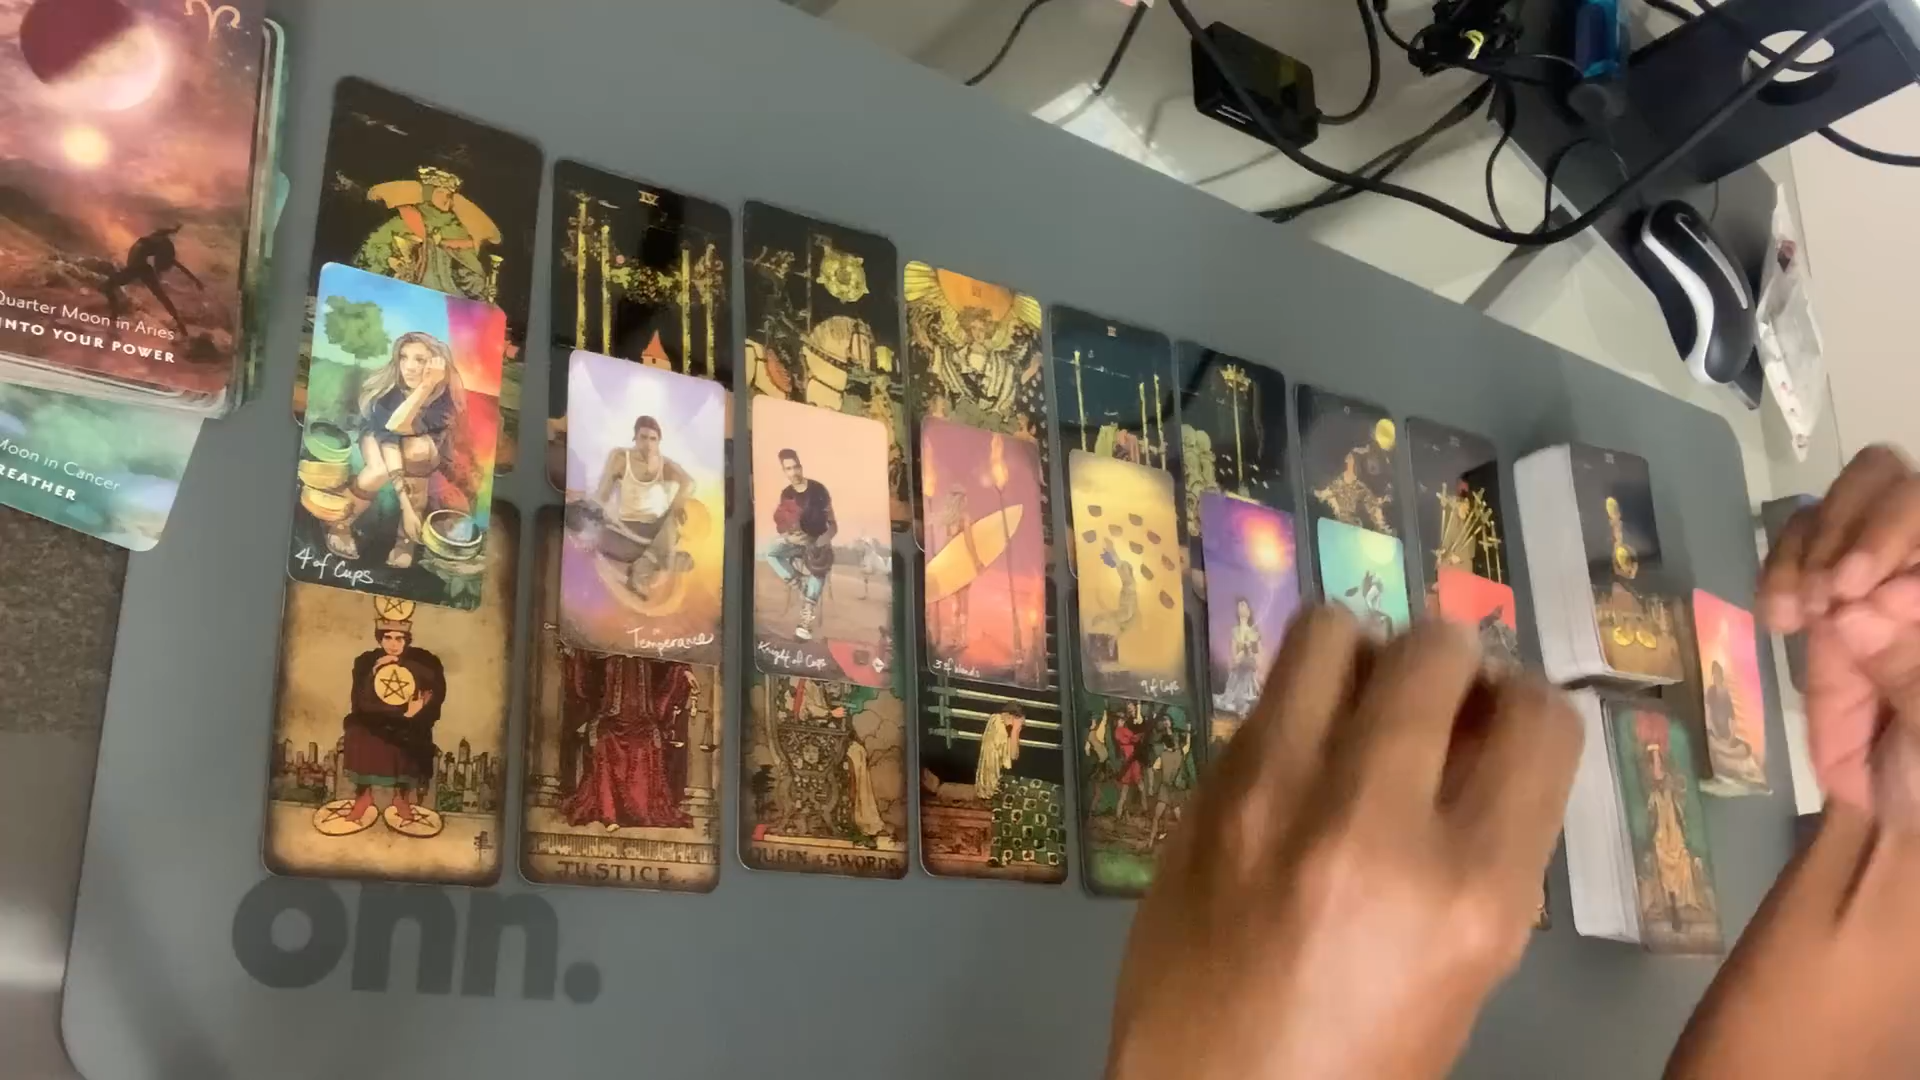 Quarter Moon in Aries
INTO YOUR POWER
Moon in Cancer
REATHER
IV
4 of Cups
Temperance
Knight of Cups
3 of Wands
9 of Cups
JUSTICE.
QUEEN of SWORDS
onn.